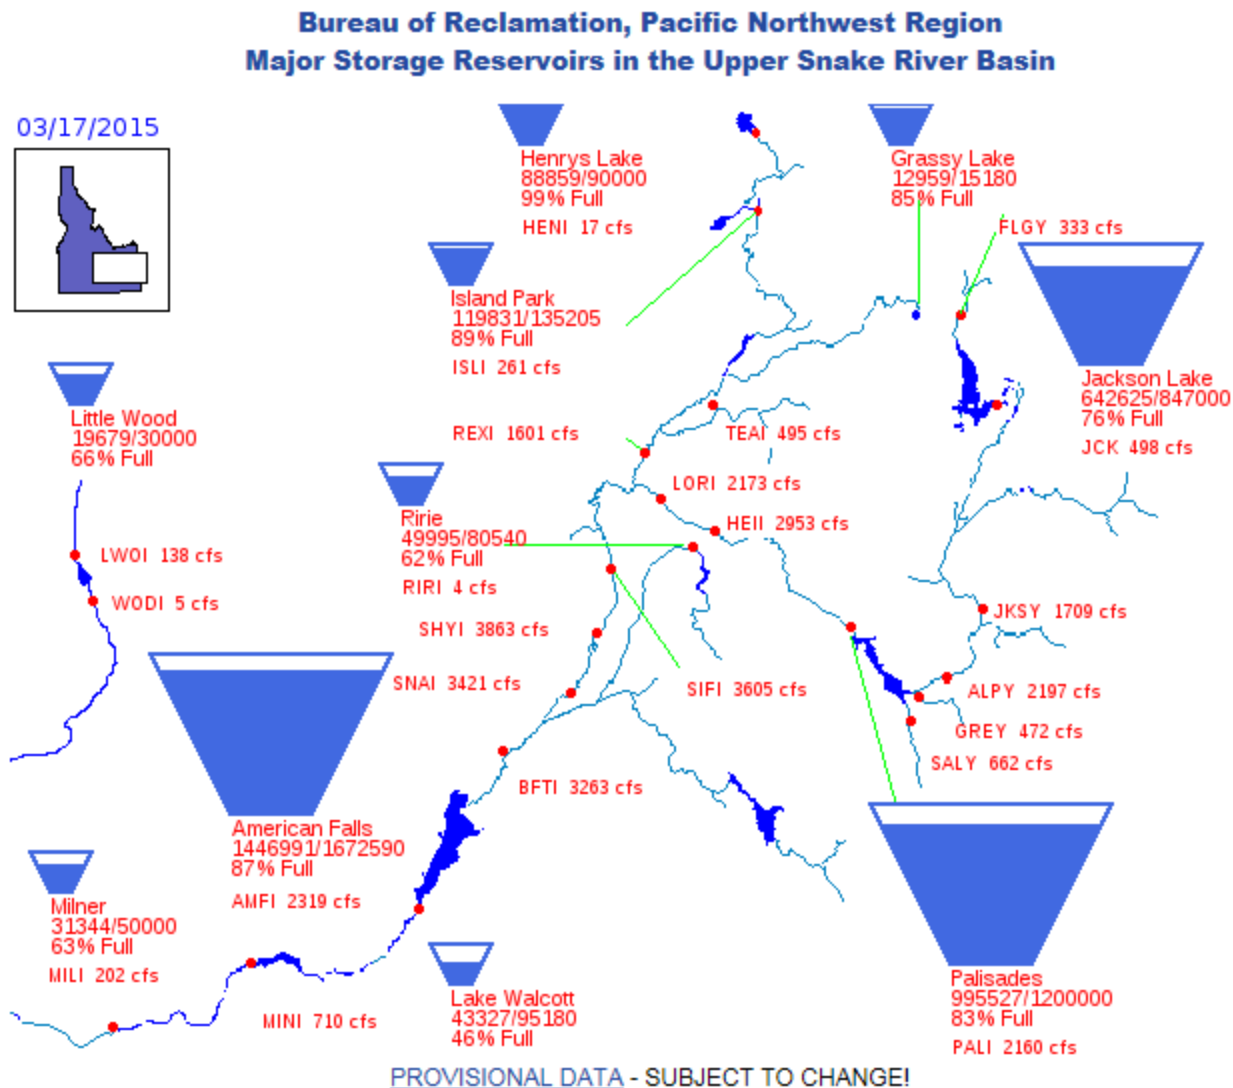 Bureau of Reclamation, Pacific Northwest Region
Major Storage Reservoirs in the Upper Snake River Basin
03/17/2015
Henrys Lake
88859/90000
99% Full
HENI 17 cfs
Grassy Lake
12959/15180
85% Full
FLGY 333 cfs
Island Park
119831/135205
89% Full
ISLI 261 cfs
Jackson Lake
642625/847000
76% Full
JCK 498 cfs
Little Wood
19679/30000
66% Full
REXI 1601 cfs
TEAI 495 cfs
LORI 2173 cfs
HEII 2953 cfs
Ririe
49995/80540
62% Full
RIRI 4 cfs
LWOI 138 cfs
WODI 5 cfs
SHYI 3863 cfs
JKSY 1709 cfs
SNAI 3421 cfs
SIFI 3605 cfs
ALPY 2197 cfs
GREY 472 cfs
SALY 662 cfs
BFTI 3263 cfs
American Falls
1446991/1672590
87% Full
AMFI 2319 cfs
Milner
31344/50000
63% Full
MILI 202 cfs
MINI 710 cfs
Lake Walcott
43327/95180
46% Full
Palisades
995527/1200000
83% Full
PALI 2160 cfs
PROVISIONAL DATA - SUBJECT TO CHANGE!